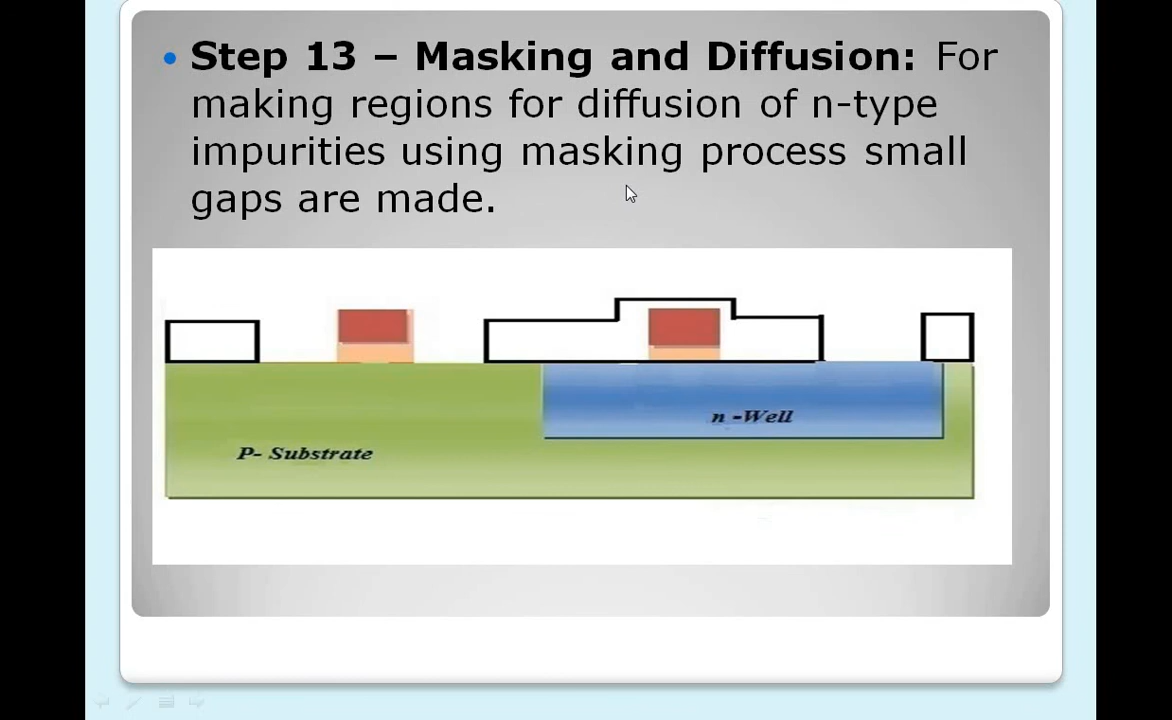 Step 13 – Masking and Diffusion: For
making regions for diffusion of n-type
impurities using masking process small
gaps are made.
n -Well
P- Substrate